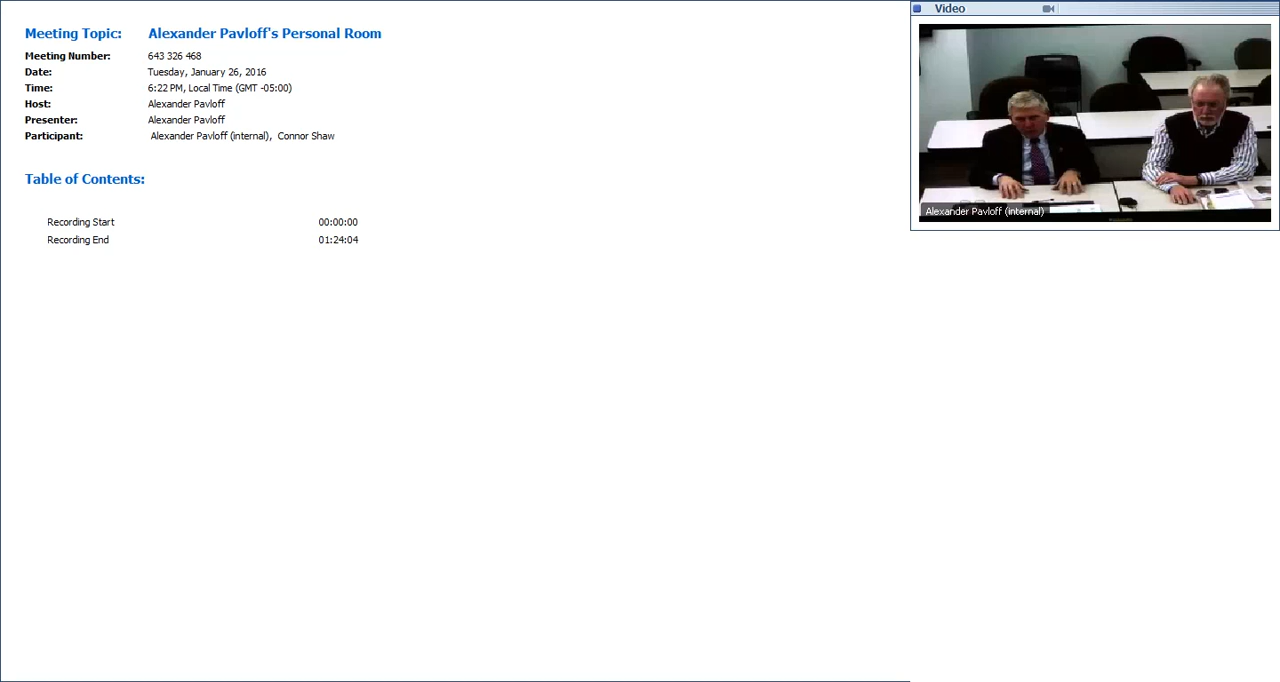 Meeting Topic: Alexander Pavloff's Personal Room
Meeting Number: 643 326 468
Date: Tuesday, January 26, 2016
Time: 6:22 PM, Local Time (GMT -05:00)
Host: Alexander Pavloff
Presenter: Alexander Pavloff
Participant: Alexander Pavloff (internal), Connor Shaw
Table of Contents:
Recording Start 00:00:00
Recording End 01:24:04
Video
Alexander Pavloff (internal)